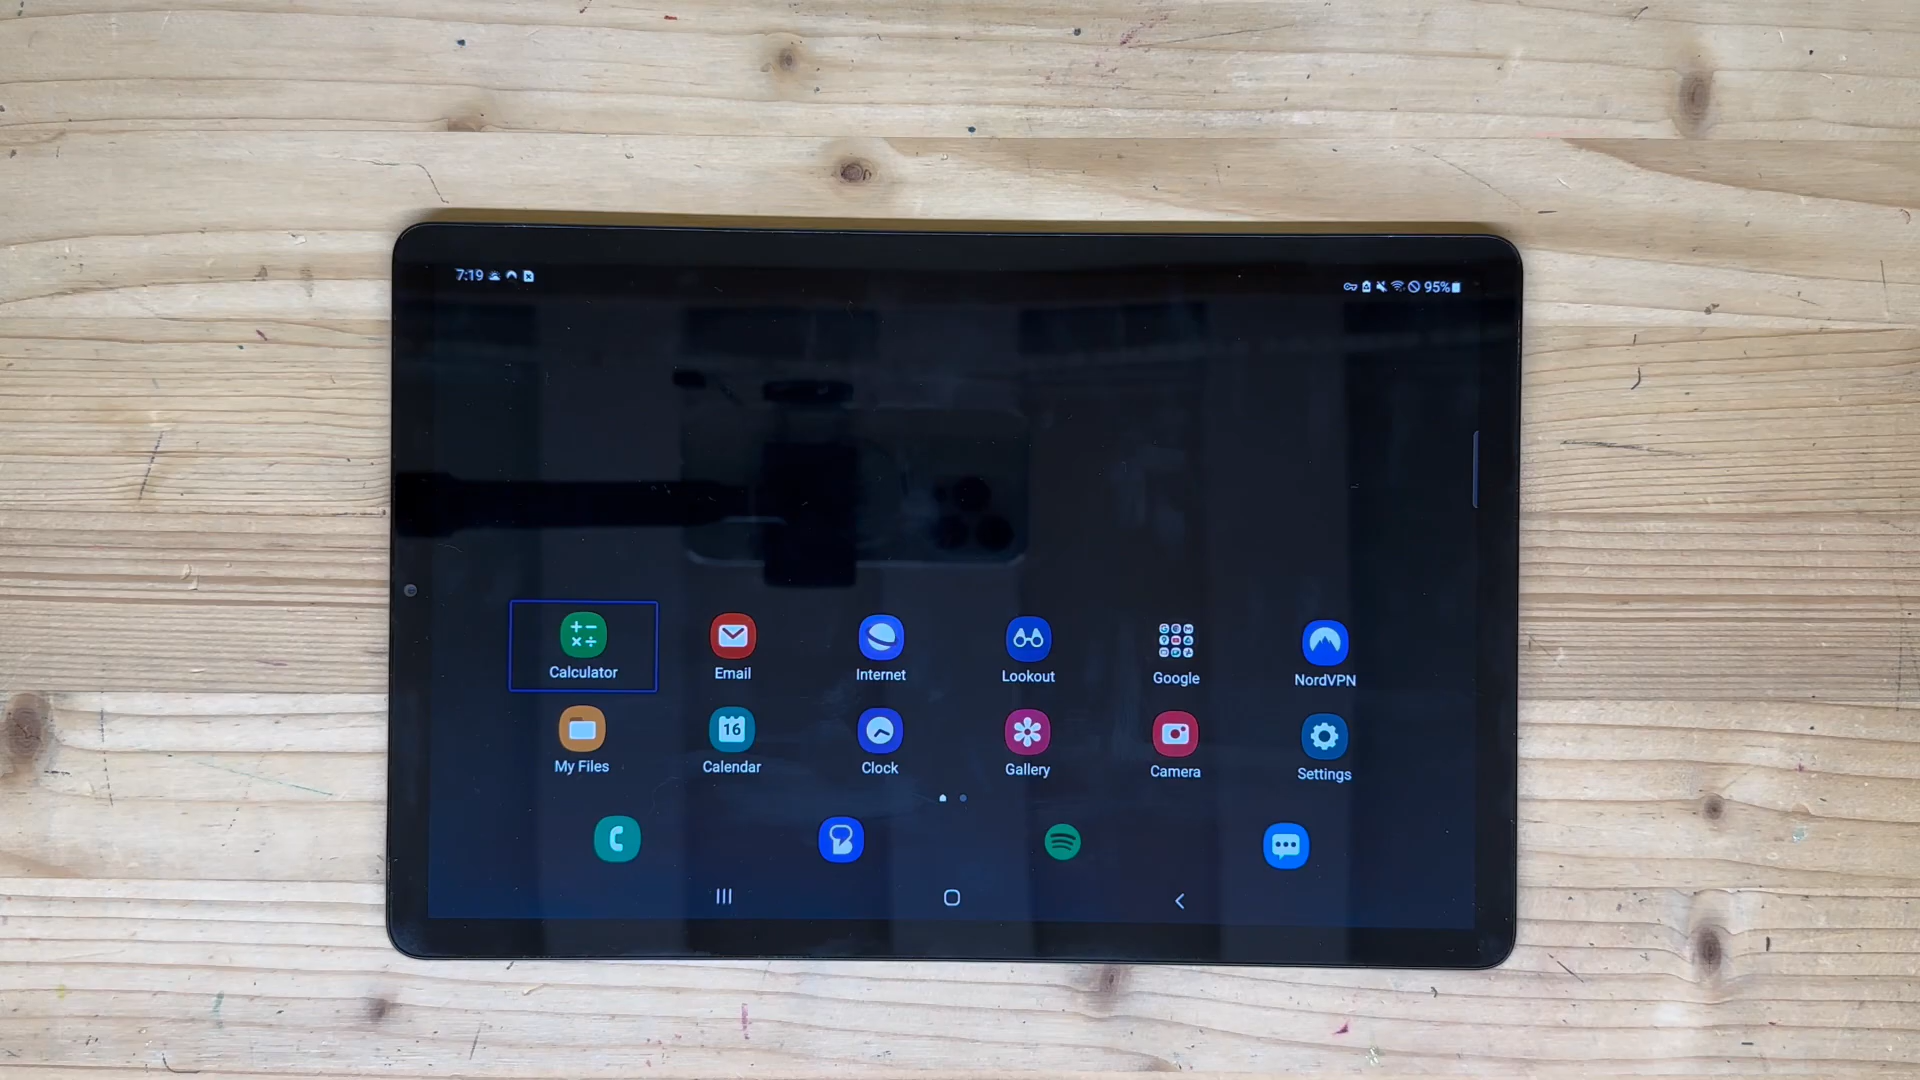 7:19
95%
Calculator
Email
Internet
Lookout
Google
NordVPN
My Files
16
Calendar
Clock
Gallery
Camera
Settings